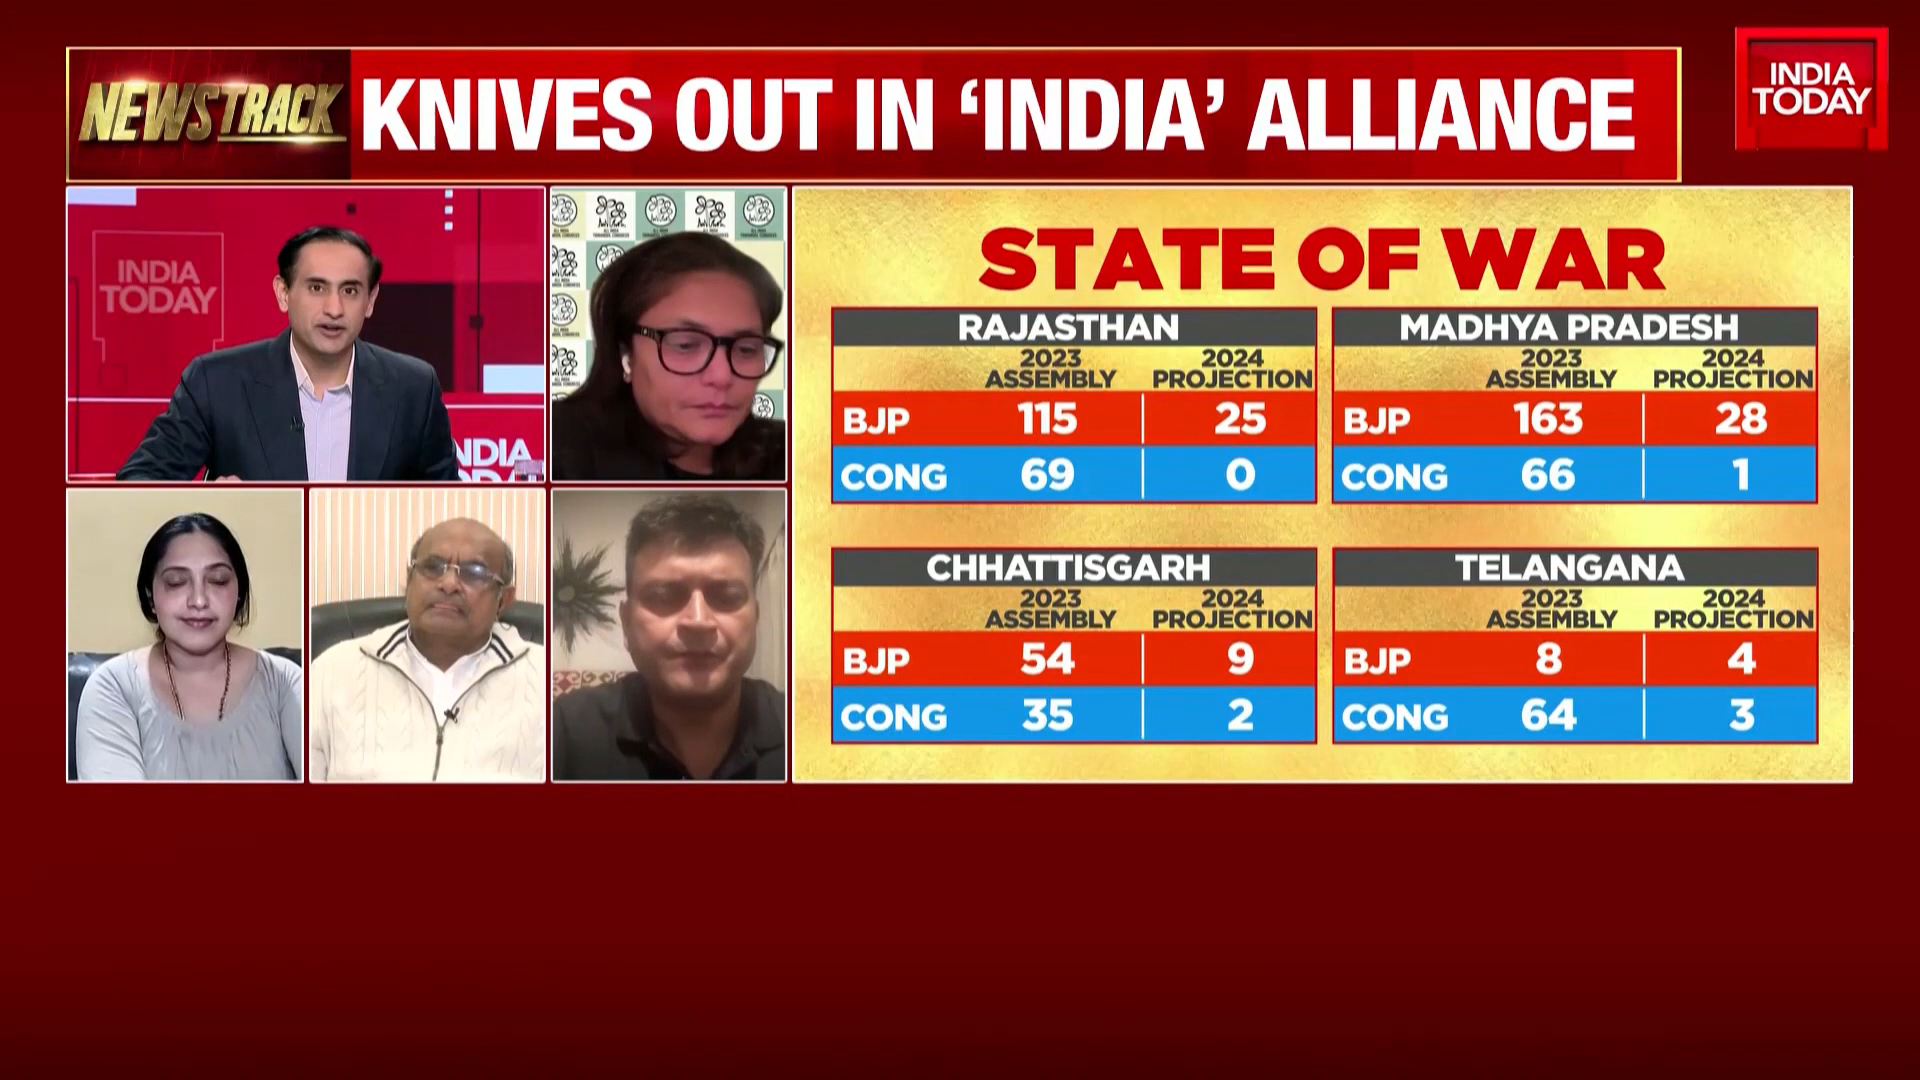 NEWSTRACK
KNIVES OUT IN ‘INDIA’ ALLIANCE
INDIA
TODAY
INDIA
TODAY
STATE OF WAR
RAJASTHAN
2023 2024
ASSEMBLY PROJECTION
BJP 115 25
CONG 69 0
MADHYA PRADESH
2023 2024
ASSEMBLY PROJECTION
BJP 163 28
CONG 66 1
CHHATTISGARH
2023 2024
ASSEMBLY PROJECTION
BJP 54 9
CONG 35 2
TELANGANA
2023 2024
ASSEMBLY PROJECTION
BJP 8 4
CONG 64 3